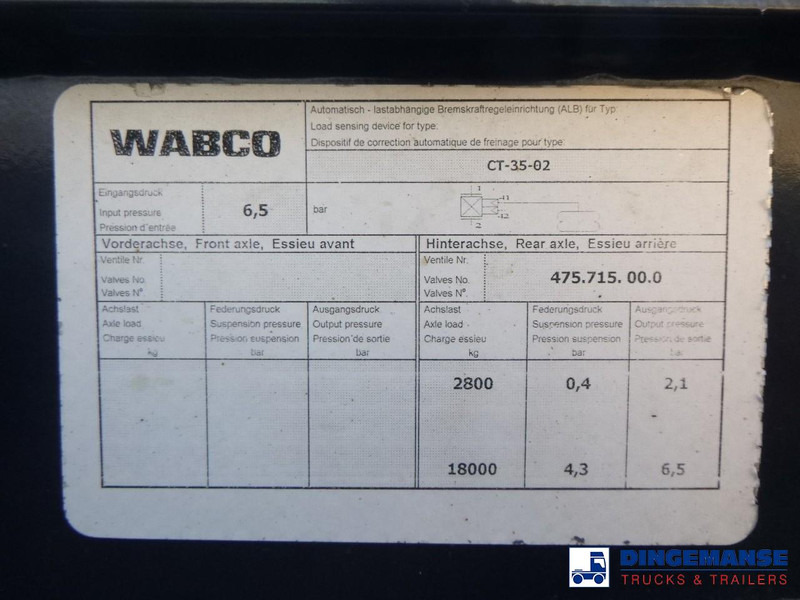 WABCO
Automatisch - lastabhängige Bremskraftregeleinrichtung (ALB) für Typ:
Load sensing device for type:
Dispositif de correction automatique de freinage pour type:
CT-35-02
Eingangsdruck
Input pressure
Pression d'entrée
6,5
bar
1
11
12
2
Vorderachse, Front axle, Essieu avant
Hinterachse, Rear axle, Essieu arrière
Ventile Nr.
Valves No.
Valves N°.
Ventile Nr.
Valves No.
Valves N°.
475.715.00.0
Achslast
Axle load
Charge essieu
kg
Federungsdruck
Suspension pressure
Pression suspension
bar
Ausgangsdruck
Output pressure
Pression de sortie
bar
Achslast
Axle load
Charge essieu
kg
Federungsdruck
Suspension pressure
Pression suspension
bar
Ausgangsdruck
Output pressure
Pression de sortie
bar
2800 0,4 2,1
18000 4,3 6,5
DINGEMANSE
TRUCKS & TRAILERS